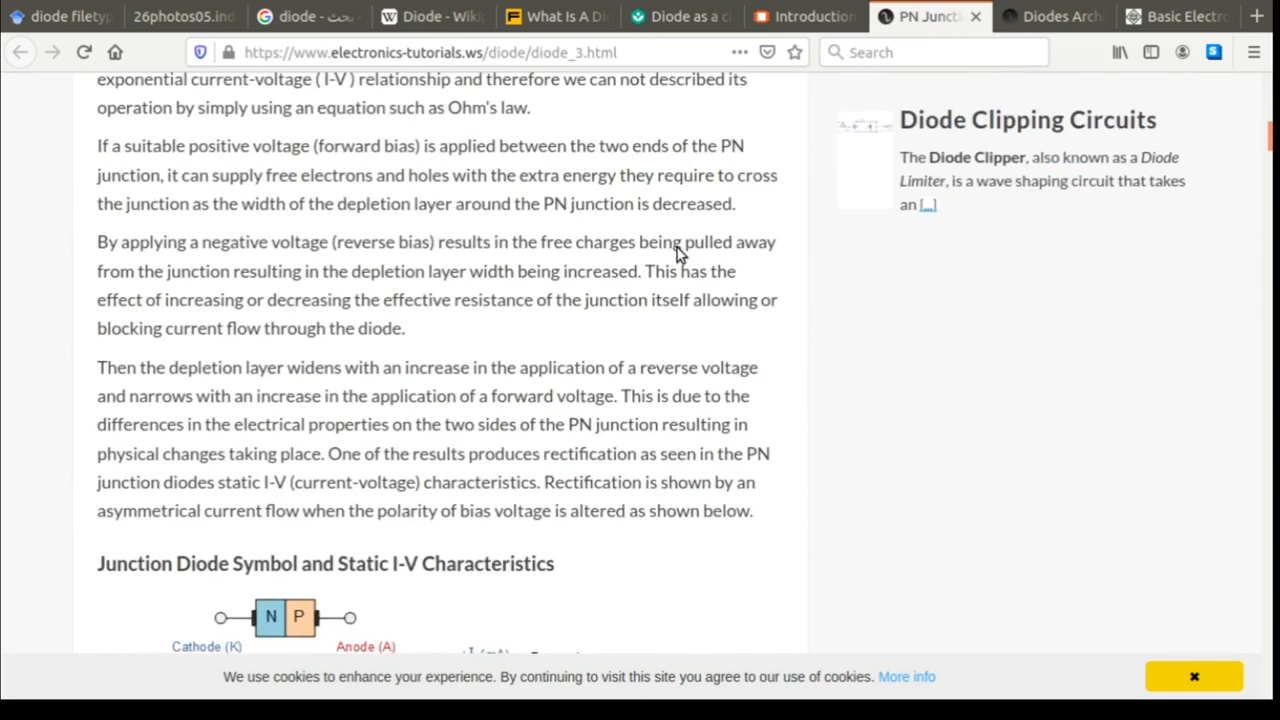 diode filetyp
26photos05.ind
diode - بحث
Diode - Wiki
What Is A Di
Diode as a c
Introduction
PN Juncti
Diodes Arch
Basic Electro
https://www.electronics-tutorials.ws/diode/diode_3.html
Search
exponential current-voltage ( I-V ) relationship and therefore we can not described its
operation by simply using an equation such as Ohm's law.
If a suitable positive voltage (forward bias) is applied between the two ends of the PN
junction, it can supply free electrons and holes with the extra energy they require to cross
the junction as the width of the depletion layer around the PN junction is decreased.
By applying a negative voltage (reverse bias) results in the free charges being pulled away
from the junction resulting in the depletion layer width being increased. This has the
effect of increasing or decreasing the effective resistance of the junction itself allowing or
blocking current flow through the diode.
Then the depletion layer widens with an increase in the application of a reverse voltage
and narrows with an increase in the application of a forward voltage. This is due to the
differences in the electrical properties on the two sides of the PN junction resulting in
physical changes taking place. One of the results produces rectification as seen in the PN
junction diodes static I-V (current-voltage) characteristics. Rectification is shown by an
asymmetrical current flow when the polarity of bias voltage is altered as shown below.
Junction Diode Symbol and Static I-V Characteristics
N P
Cathode (K)
Anode (A)
Diode Clipping Circuits
The Diode Clipper, also known as a Diode
Limiter, is a wave shaping circuit that takes
an [...]
We use cookies to enhance your experience. By continuing to visit this site you agree to our use of cookies. More info